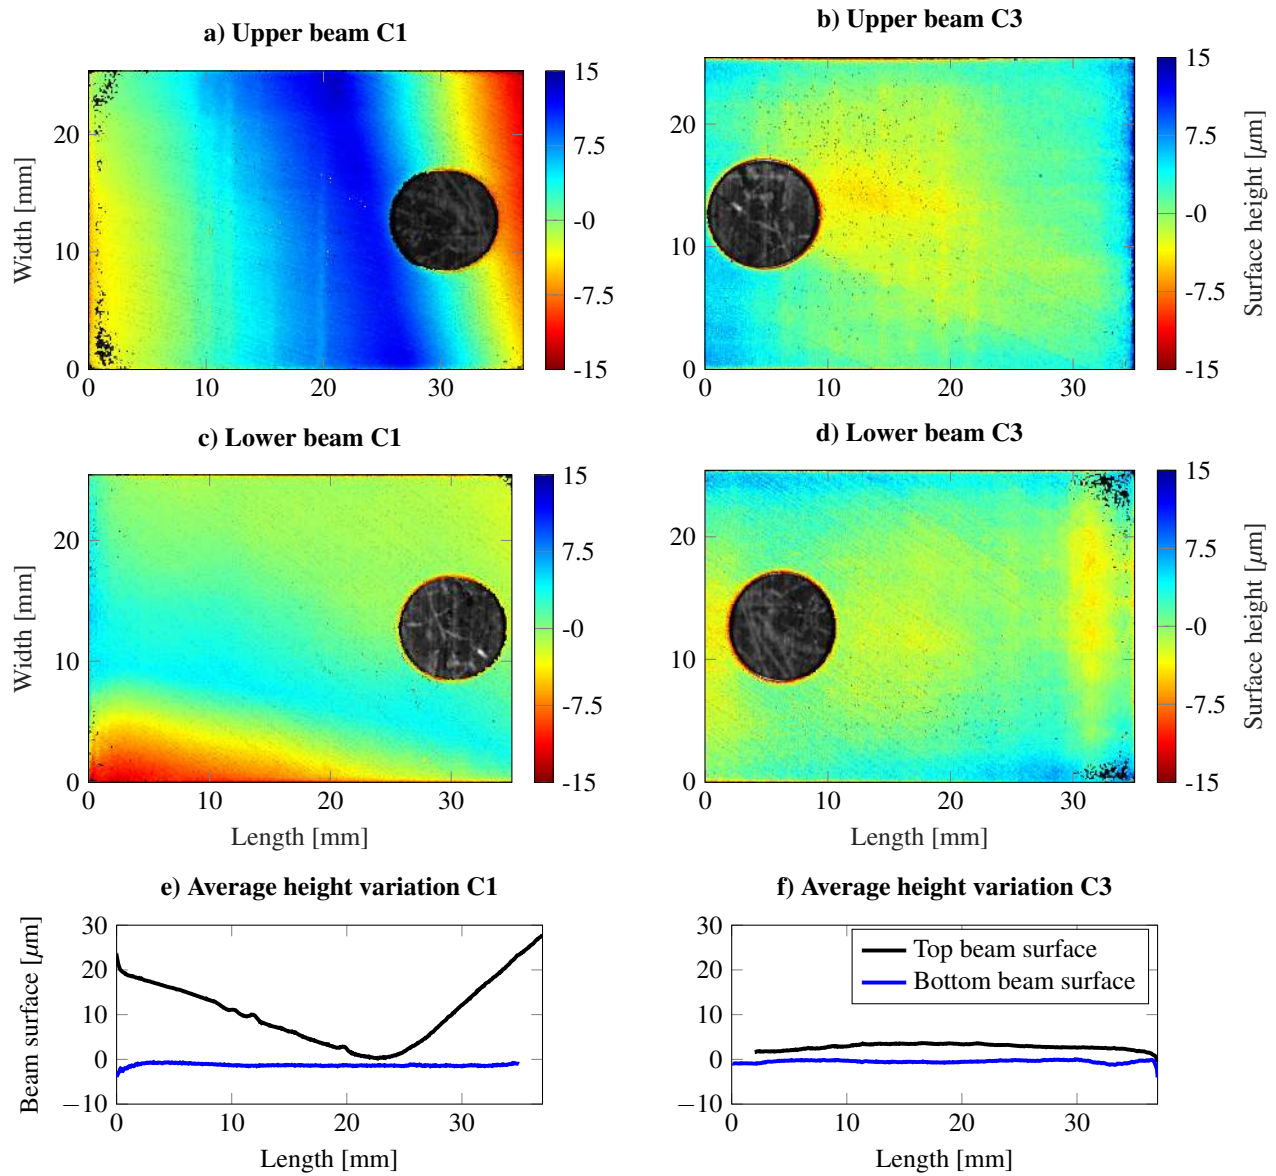 a) Upper beam C1
b) Upper beam C3
Width [mm]
20
10
0
0 10 20 30
15
7.5
-0
-7.5
-15
20
10
0
0 10 20 30
15
7.5
-0
-7.5
-15
Surface height [μm]
c) Lower beam C1
d) Lower beam C3
Width [mm]
20
10
0
0 10 20 30
Length [mm]
15
7.5
-0
-7.5
-15
20
10
0
0 10 20 30
Length [mm]
15
7.5
-0
-7.5
-15
Surface height [μm]
e) Average height variation C1
f) Average height variation C3
Beam surface [μm]
30
20
10
0
−10
0 10 20 30
Length [mm]
30
20
10
0
−10
0 10 20 30
Length [mm]
Top beam surface
Bottom beam surface